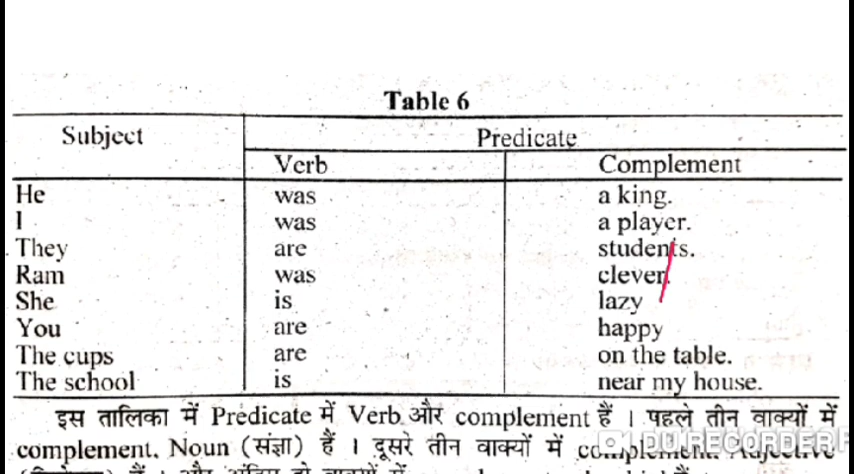 Table 6
Subject Predicate
Verb Complement
He was a king.
I was a player.
They are students.
Ram was clever.
She is lazy
You are happy
The cups are on the table.
The school is near my house.
इस तालिका में Predicate में Verb और complement हैं । पहले तीन वाक्यों में
complement. Noun (संज्ञा) हैं । दूसरे तीन वाक्यों में complement. Adjective
DU RECORDER